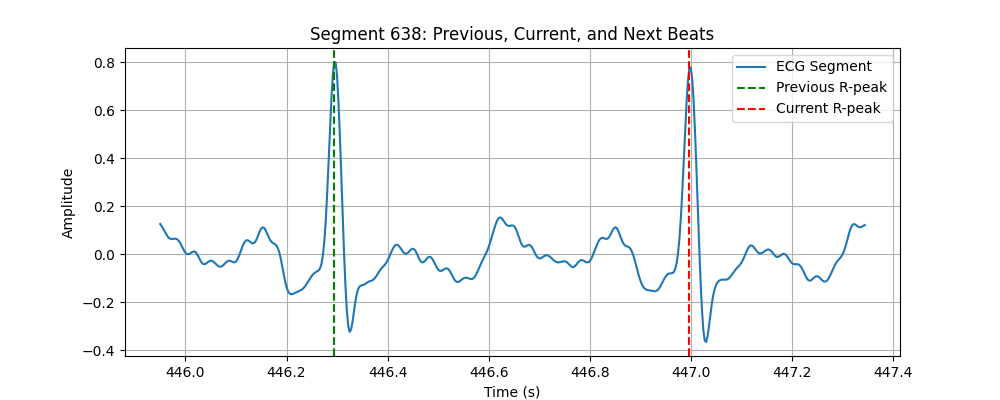 Segment 638: Previous, Current, and Next Beats
0.8
0.6
0.4
0.2
0.0
−0.2
−0.4
Amplitude
ECG Segment
Previous R-peak
Current R-peak
446.0 446.2 446.4 446.6 446.8 447.0 447.2 447.4
Time (s)